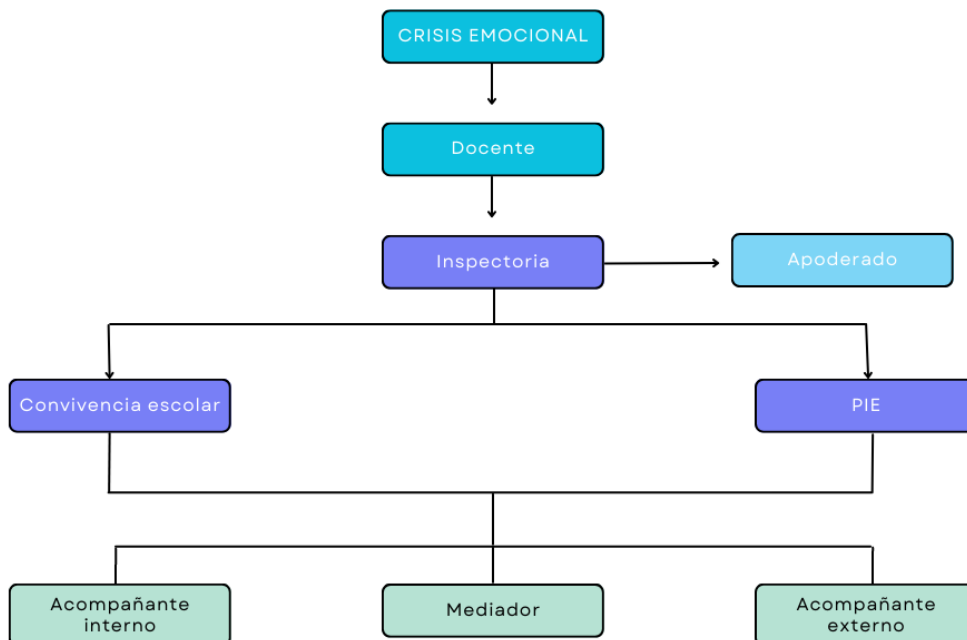 CRISIS EMOCIONAL
Docente
Inspectoria
Apoderado
Convivencia escolar
PIE
Acompañante
interno
Mediador
Acompañante
externo